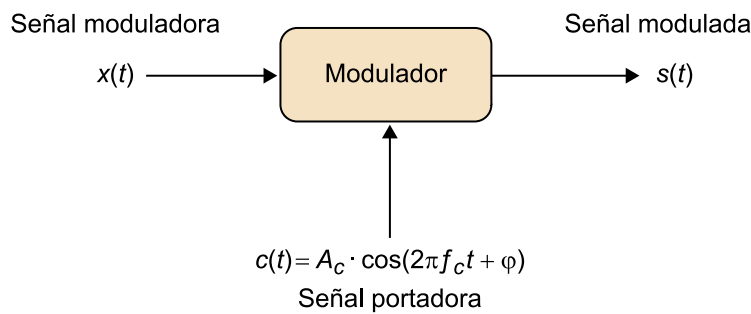 Señal moduladora
Señal modulada
x(t)
Modulador
s(t)
c(t) = A_c · cos(2πf_ct + φ)
Señal portadora